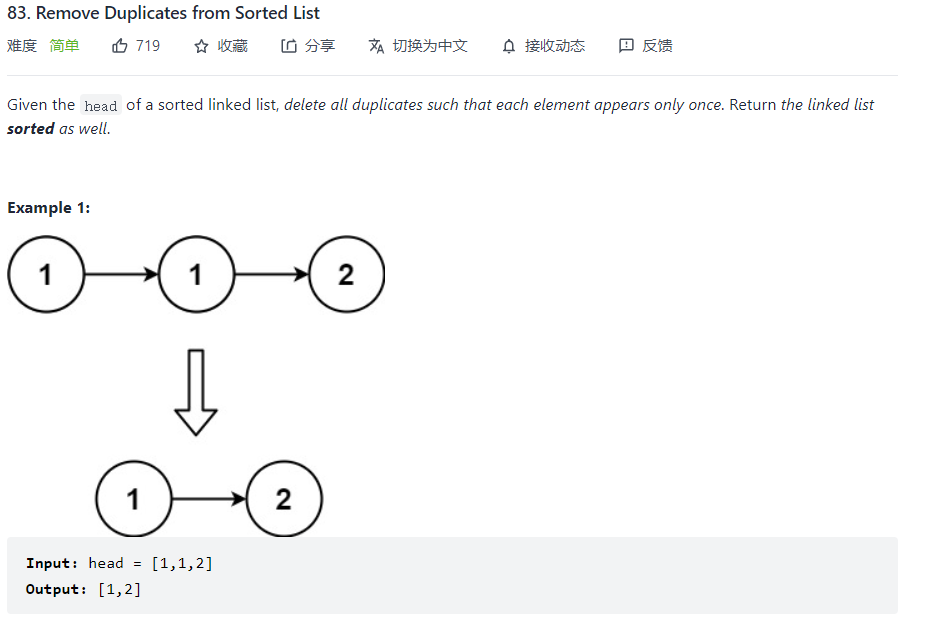 83. Remove Duplicates from Sorted List
难度 简单 719 收藏 分享 切换为中文 接收动态 反馈
Given the head of a sorted linked list, delete all duplicates such that each element appears only once. Return the linked list
sorted as well.
Example 1:
1 1 2
1 2
Input: head = [1,1,2]
Output: [1,2]